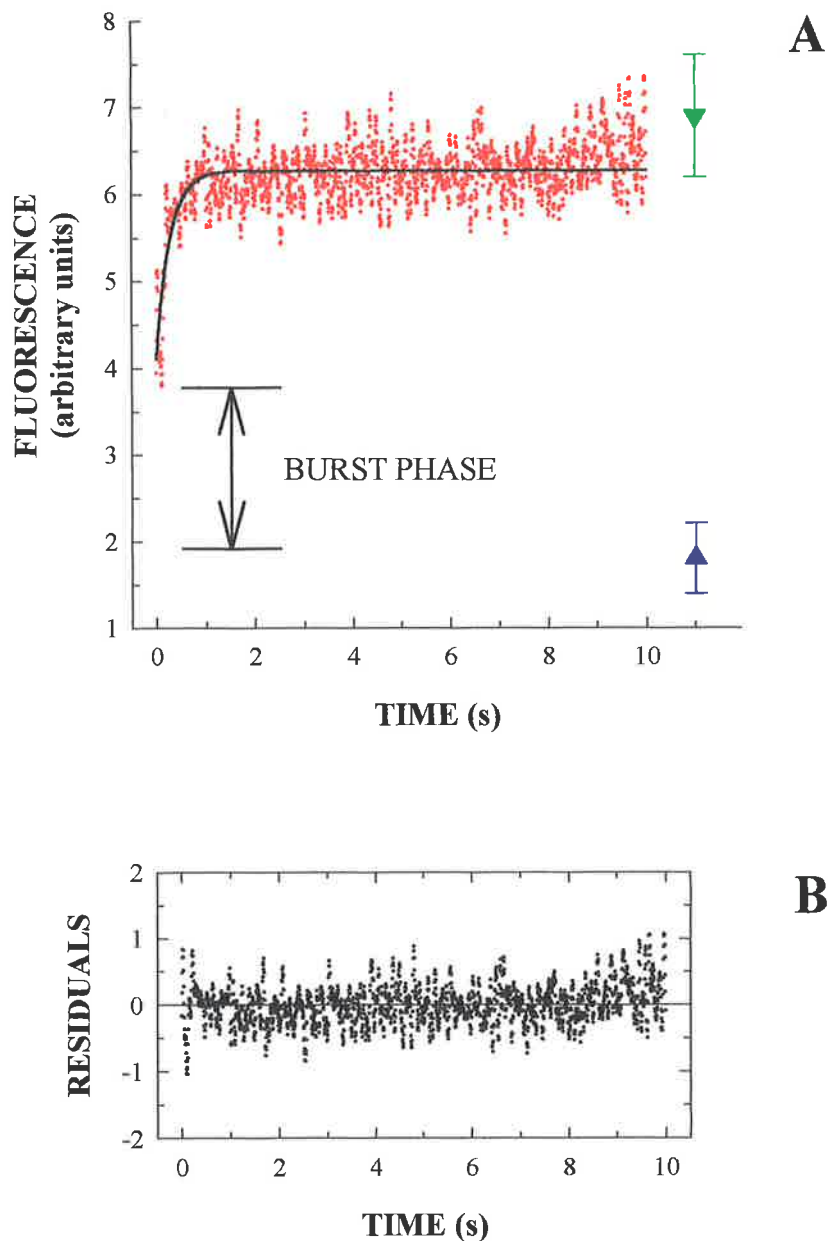 A
8
7
6
5
4
3
2
1
FLUORESCENCE
(arbitrary units)
BURST PHASE
0 2 4 6 8 10
TIME (s)
B
2
1
0
-1
-2
RESIDUALS
0 2 4 6 8 10
TIME (s)